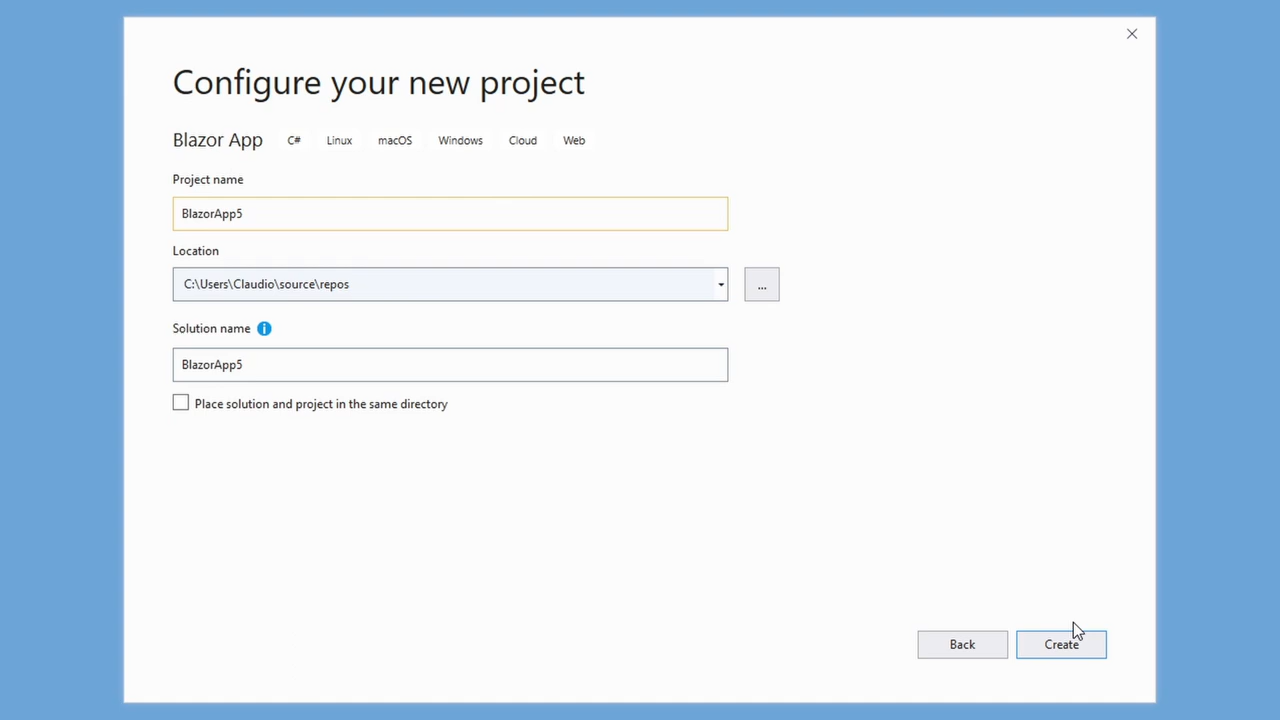 Configure your new project
Blazor App C# Linux macOS Windows Cloud Web
Project name
BlazorApp5
Location
C:\Users\Claudio\source\repos
...
Solution name
BlazorApp5
Place solution and project in the same directory
Back Create